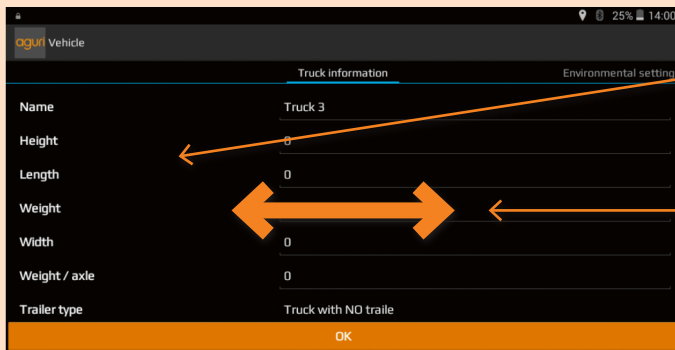 25% 14:00
aguri Vehicle
Truck information Environmental setting
Name Truck 3
Height 0
Length 0
Weight
Width 0
Weight / axle 0
Trailer type Truck with NO traile
OK